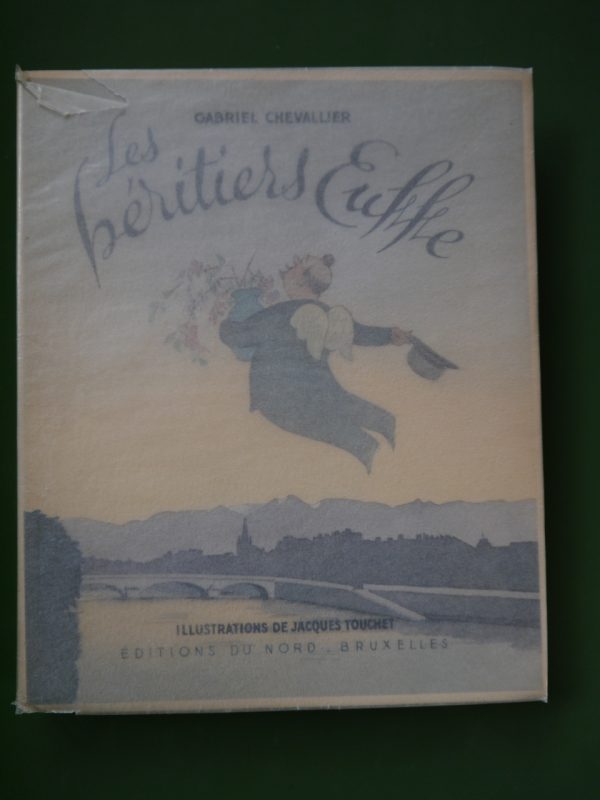 GABRIEL CHEVALLIER
Les
héritiers Euffe
ILLUSTRATIONS DE JACQUES TOUCHET
ÉDITIONS DU NORD . BRUXELLES